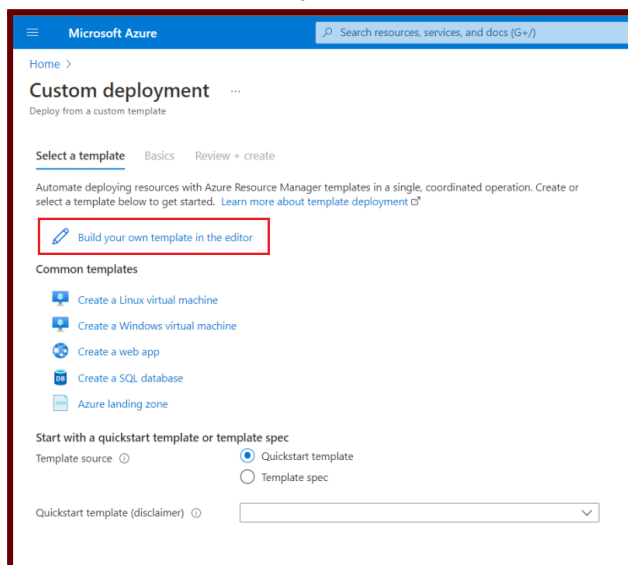 Microsoft Azure
Search resources, services, and docs (G+/)
Home >
Custom deployment ...
Deploy from a custom template
Select a template Basics Review + create
Automate deploying resources with Azure Resource Manager templates in a single, coordinated operation. Create or
select a template below to get started. Learn more about template deployment
Build your own template in the editor
Common templates
Create a Linux virtual machine
Create a Windows virtual machine
Create a web app
DB Create a SQL database
Azure landing zone
Start with a quickstart template or template spec
Template source Quickstart template
Template spec
Quickstart template (disclaimer)